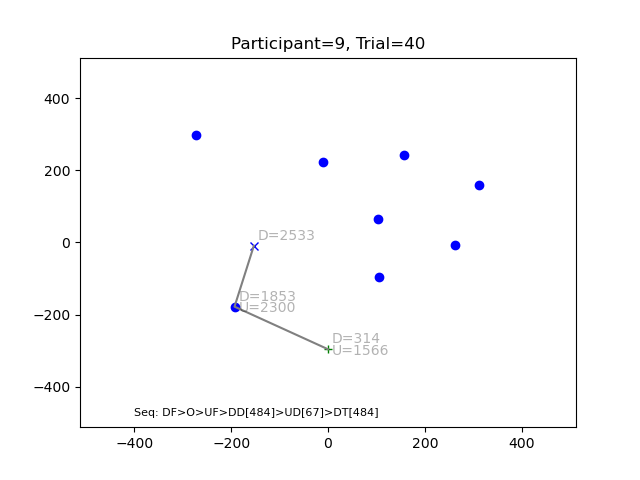 Participant=9, Trial=40
400
200
0
−200
−400
D=2533
D=1853
U=2300
D=314
U=1566
Seq: DF>O>UF>DD[484]>UD[67]>DT[484]
−400 −200 0 200 400